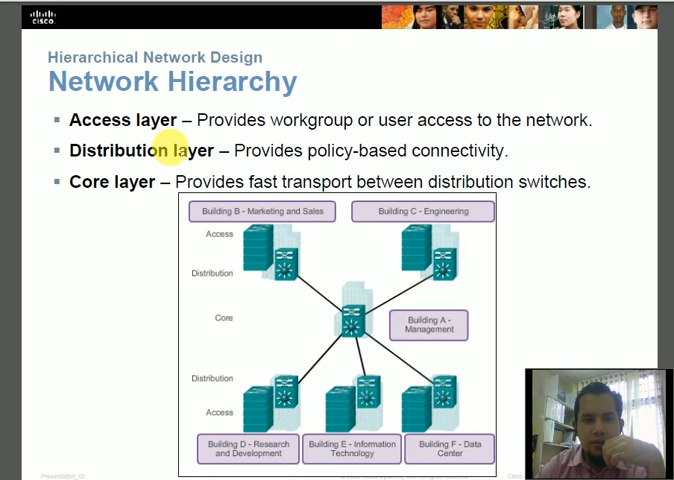 CISCO
Hierarchical Network Design
Network Hierarchy
▪ Access layer – Provides workgroup or user access to the network.
▪ Distribution layer – Provides policy-based connectivity.
▪ Core layer – Provides fast transport between distribution switches.
Building B - Marketing and Sales
Building C - Engineering
Access
Distribution
Core
Building A -
Management
Distribution
Access
Building D - Research
and Development
Building E - Information
Technology
Building F - Data
Center
Presentation_ID